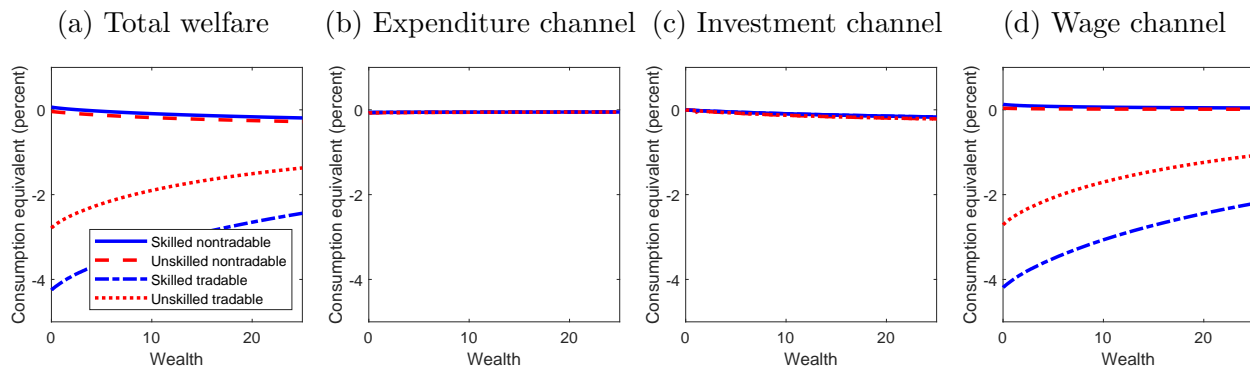 (a) Total welfare
(b) Expenditure channel
(c) Investment channel
(d) Wage channel
Consumption equivalent (percent)
0
-2
-4
0
10
20
Wealth
Skilled nontradable
Unskilled nontradable
Skilled tradable
Unskilled tradable
Consumption equivalent (percent)
0
-2
-4
0
10
20
Wealth
Consumption equivalent (percent)
0
-2
-4
0
10
20
Wealth
Consumption equivalent (percent)
0
-2
-4
0
10
20
Wealth